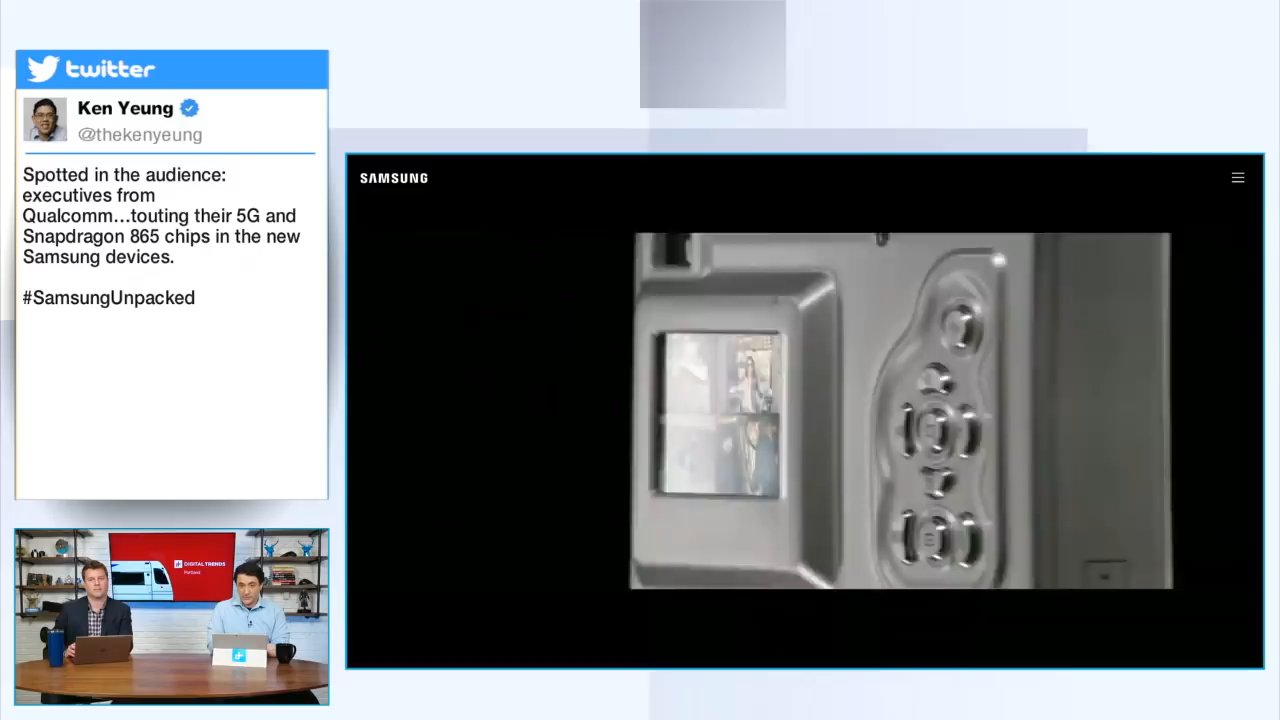 twitter
Ken Yeung
@thekenyeung
Spotted in the audience:
executives from
Qualcomm...touting their 5G and
Snapdragon 865 chips in the new
Samsung devices.
#SamsungUnpacked
SAMSUNG
DIGITAL TRENDS
Portland